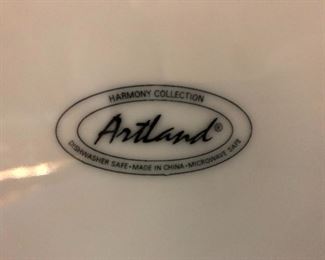 HARMONY COLLECTION
Artland®
DISHWASHER SAFE • MADE IN CHINA • MICROWAVE SAFE